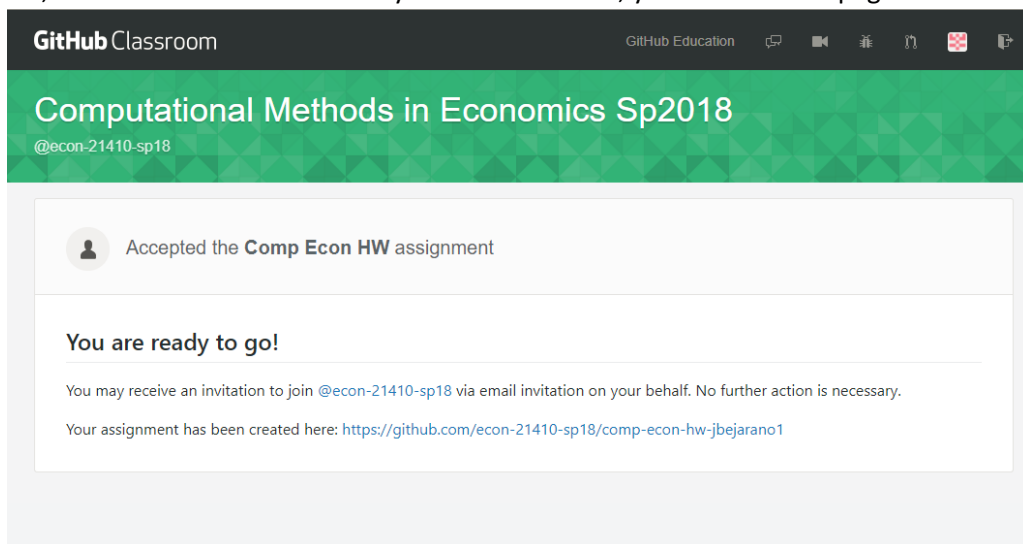 GitHub Classroom
GitHub Education
Computational Methods in Economics Sp2018
@econ-21410-sp18
Accepted the Comp Econ HW assignment
You are ready to go!
You may receive an invitation to join @econ-21410-sp18 via email invitation on your behalf. No further action is necessary.
Your assignment has been created here: https://github.com/econ-21410-sp18/comp-econ-hw-jbejarano1